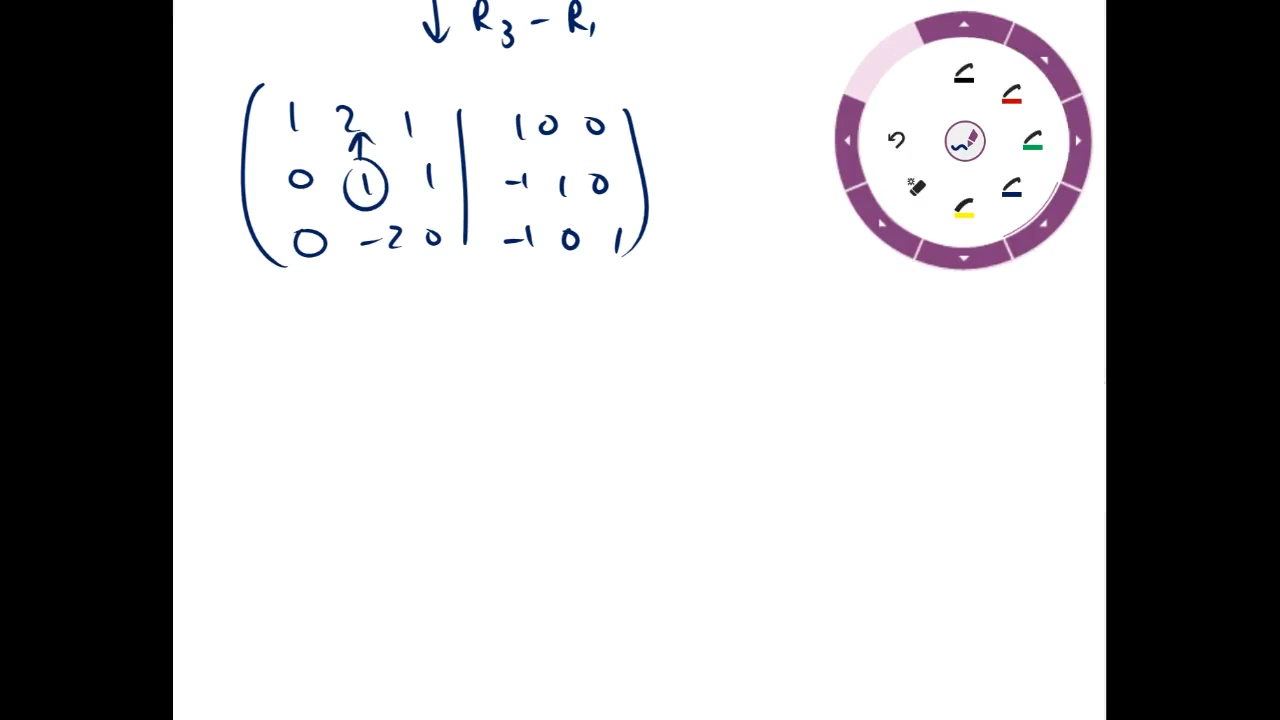 ↓ R₃ - R₁
1 2 1 | 1 0 0
0 1 1 | -1 1 0
0 -2 0 | -1 0 1